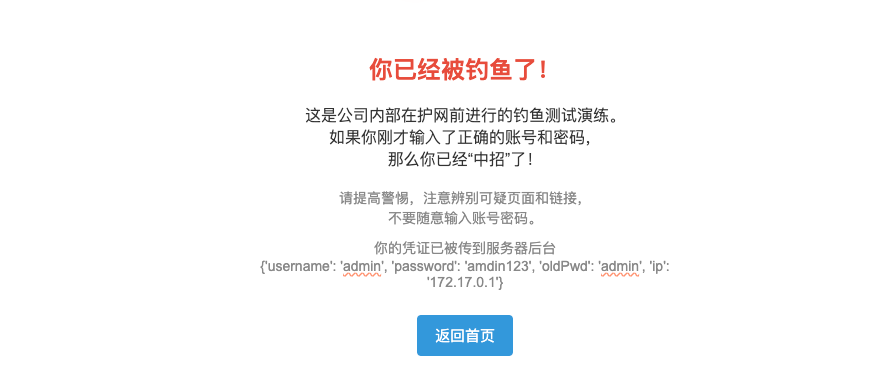 你已经被钓鱼了！
这是公司内部在护网前进行的钓鱼测试演练。
如果你刚才输入了正确的账号和密码，
那么你已经“中招”了！
请提高警惕，注意辨别可疑页面和链接，
不要随意输入账号密码。
你的凭证已被传到服务器后台
{'username': 'admin', 'password': 'amdin123', 'oldPwd': 'admin', 'ip':
'172.17.0.1'}
返回首页